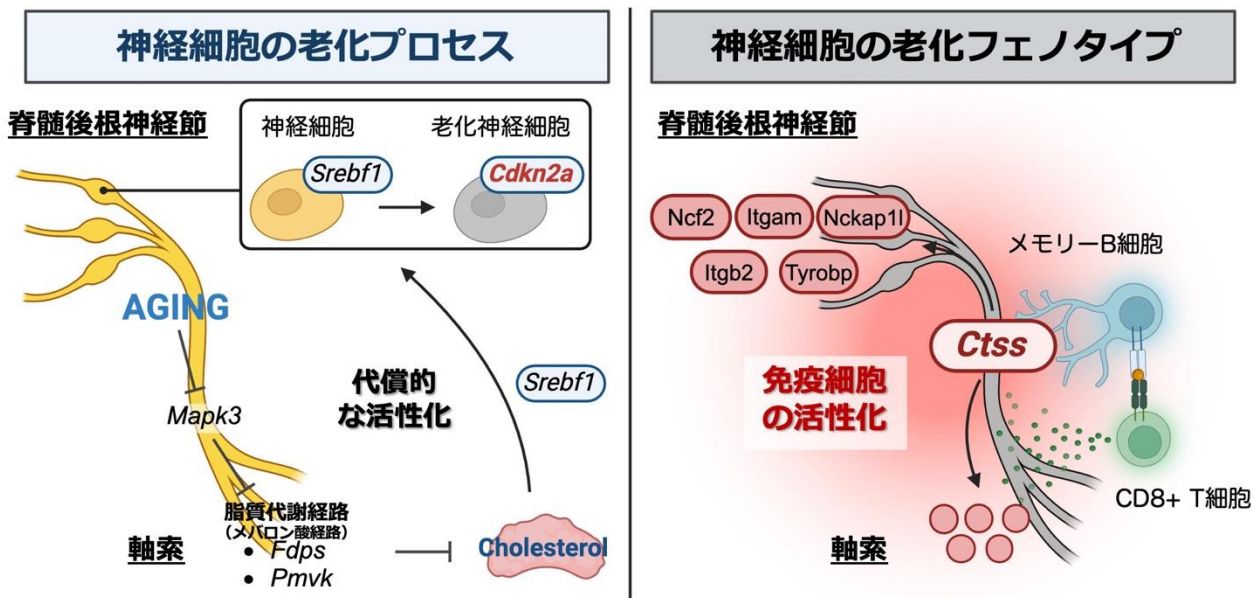 神経細胞の老化プロセス
脊髄後根神経節
神経細胞
老化神経細胞
Srebf1
Cdkn2a
AGING
Mapk3
代償的
な活性化
Srebf1
脂質代謝経路
（メバロン酸経路）
• Fdps
• Pmvk
軸索
Cholesterol
神経細胞の老化フェノタイプ
脊髄後根神経節
Ncf2
Itgam
Nckap1l
Itgb2
Tyrobp
メモリーB細胞
Ctss
免疫細胞
の活性化
CD8+ T細胞
軸索